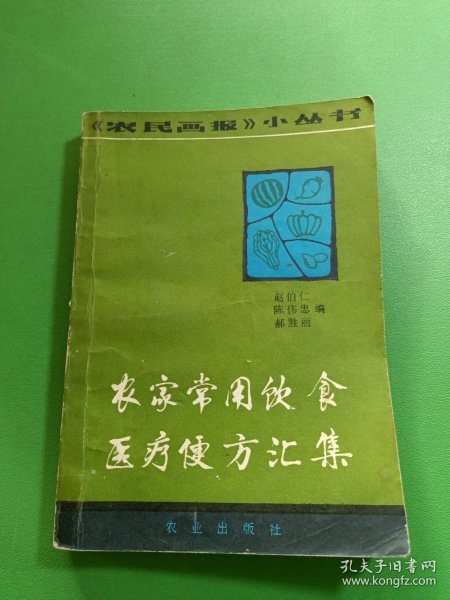 《农民画报》小丛书
赵伯仁
陈伟忠 编
郝胜丽
农家常用饮食
医疗便方汇集
农业出版社
孔夫子旧书网
www.kongfz.com